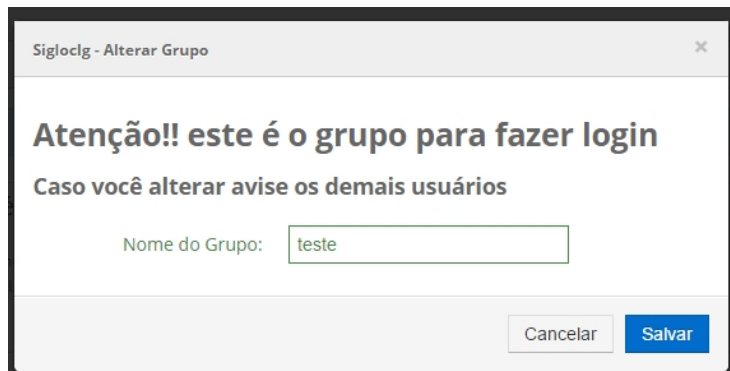 Sigloclg - Alterar Grupo ×
Atenção!! este é o grupo para fazer login
Caso você alterar avise os demais usuários
Nome do Grupo: teste
Cancelar Salvar